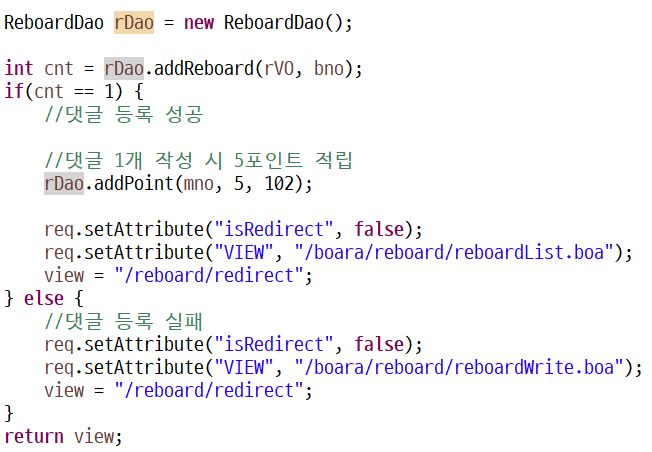 ReboardDao rDao = new ReboardDao();
int cnt = rDao.addReboard(rVO, bno);
if(cnt == 1) {
//댓글 등록 성공
//댓글 1개 작성 시 5포인트 적립
rDao.addPoint(mno, 5, 102);
req.setAttribute("isRedirect", false);
req.setAttribute("VIEW", "/boara/reboard/reboardList.boa");
view = "/reboard/redirect";
} else {
//댓글 등록 실패
req.setAttribute("isRedirect", false);
req.setAttribute("VIEW", "/boara/reboard/reboardWrite.boa");
view = "/reboard/redirect";
}
return view;